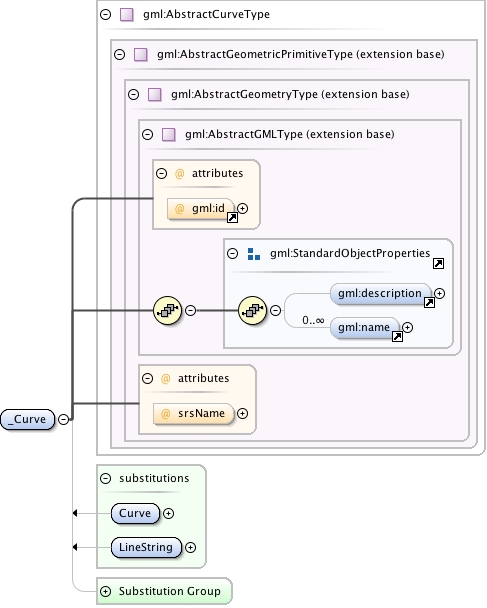 gml:AbstractCurveType
gml:AbstractGeometricPrimitiveType (extension base)
gml:AbstractGeometryType (extension base)
gml:AbstractGMLType (extension base)
@ attributes
@ gml:id
gml:StandardObjectProperties
gml:description
0..∞
gml:name
@ attributes
@ srsName
_Curve
substitutions
Curve
LineString
Substitution Group